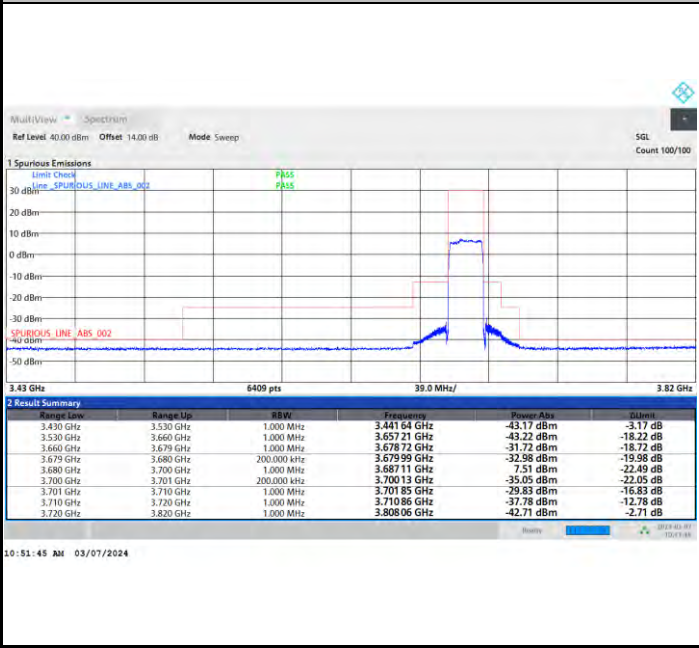 MultiView Spectrum
Ref Level 40.00 dBm Offset 14.00 dB Mode Sweep SGL
Count 100/100
1 Spurious Emissions
Limit Check PASS
Line _SPURIOUS_LINE_ABS_002 PASS
30 dBm
20 dBm
10 dBm
0 dBm
-10 dBm
-20 dBm
-30 dBm
SPURIOUS_LINE_ABS_002
-40 dBm
-50 dBm
3.43 GHz 6409 pts 39.0 MHz/ 3.82 GHz
2 Result Summary
Range Low Range Up RBW Frequency Power Abs ΔLimit
3.430 GHz 3.530 GHz 1.000 MHz 3.441 64 GHz -43.17 dBm -3.17 dB
3.530 GHz 3.660 GHz 1.000 MHz 3.657 21 GHz -43.22 dBm -18.22 dB
3.660 GHz 3.679 GHz 1.000 MHz 3.678 72 GHz -31.72 dBm -18.72 dB
3.679 GHz 3.680 GHz 200.000 kHz 3.679 99 GHz -32.98 dBm -19.98 dB
3.680 GHz 3.700 GHz 1.000 MHz 3.687 11 GHz 7.51 dBm -22.49 dB
3.700 GHz 3.701 GHz 200.000 kHz 3.700 13 GHz -35.05 dBm -22.05 dB
3.701 GHz 3.710 GHz 1.000 MHz 3.701 85 GHz -29.83 dBm -16.83 dB
3.710 GHz 3.720 GHz 1.000 MHz 3.710 86 GHz -37.78 dBm -12.78 dB
3.720 GHz 3.820 GHz 1.000 MHz 3.808 06 GHz -42.71 dBm -2.71 dB
Ready
10:51:45 AM 03/07/2024